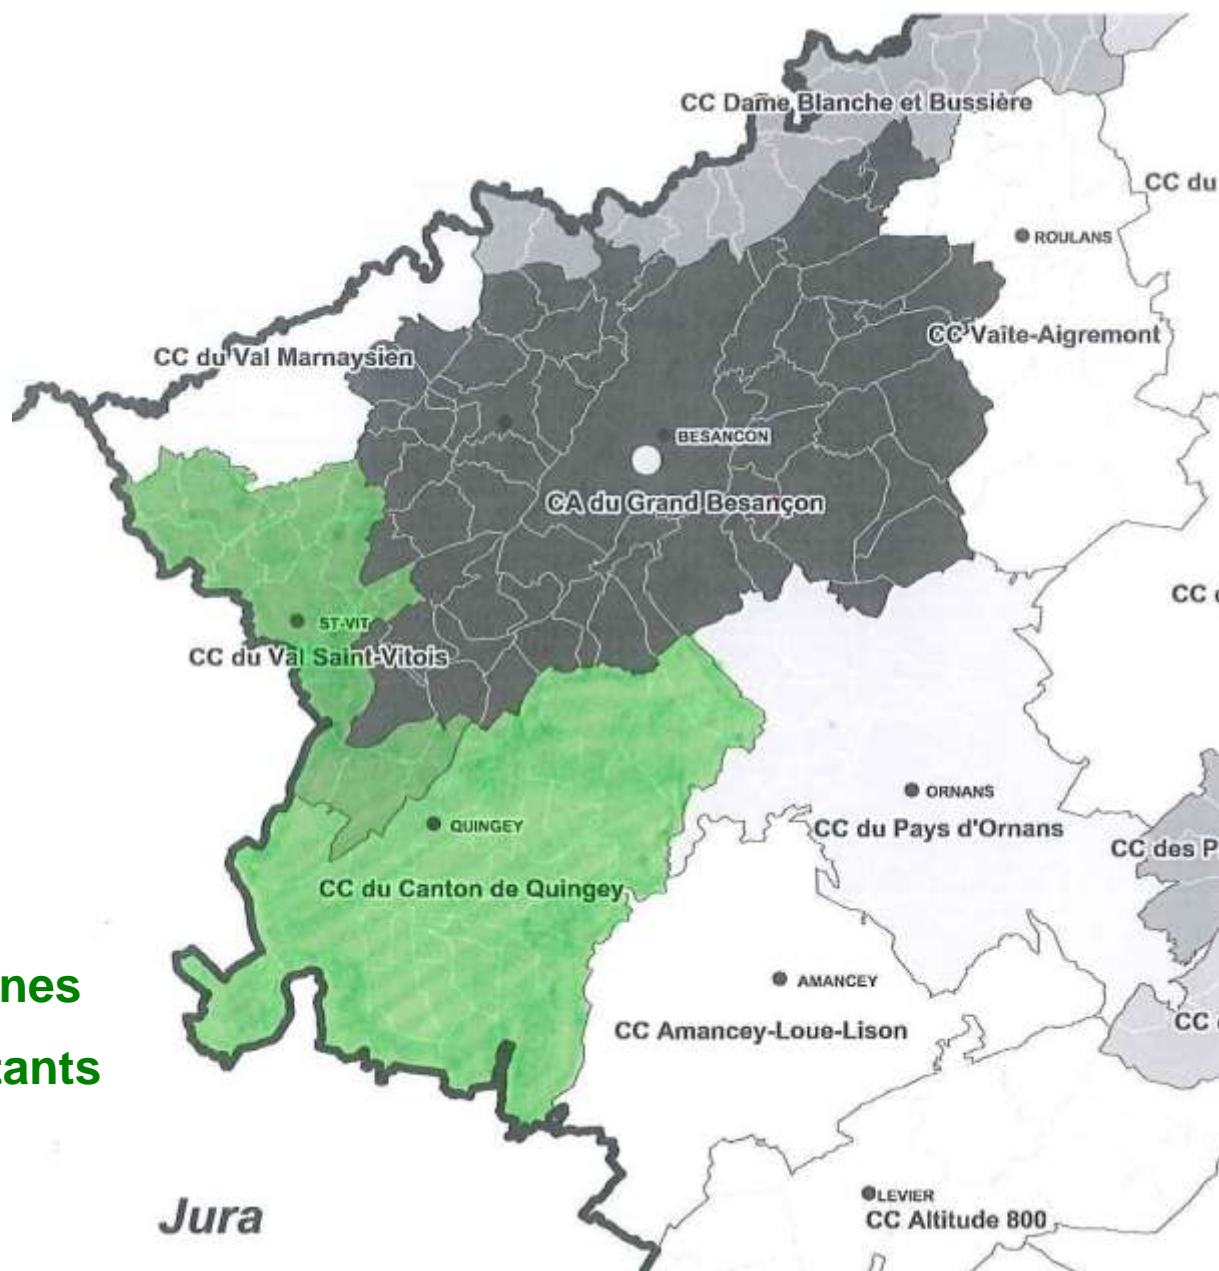 CC Dame Blanche et Bussière
CC du
ROULANS
CC Vaîte-Aigremont
CC du Val Marnaysien
BESANCON
CA du Grand Besançon
CC
ST-VIT
CC du Val Saint-Vitois
ORNANS
QUINGEY
CC du Pays d'Ornans
CC des P
CC du Canton de Quingey
AMANCEY
nes
CC Amancey-Loue-Lison
CC
tants
LEVIER
Jura
CC Altitude 800